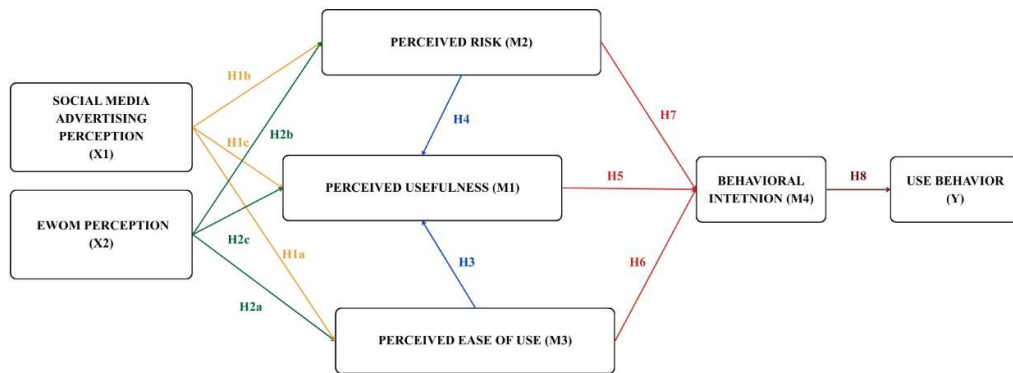 PERCEIVED RISK (M2)
H1b
SOCIAL MEDIA
ADVERTISING
PERCEPTION
(X1)
H4
H7
H2b
H1c
PERCEIVED USEFULNESS (M1)
H5
BEHAVIORAL
INTETNION (M4)
H8
USE BEHAVIOR
(Y)
EWOM PERCEPTION
(X2)
H2c
H1a
H3
H6
H2a
PERCEIVED EASE OF USE (M3)